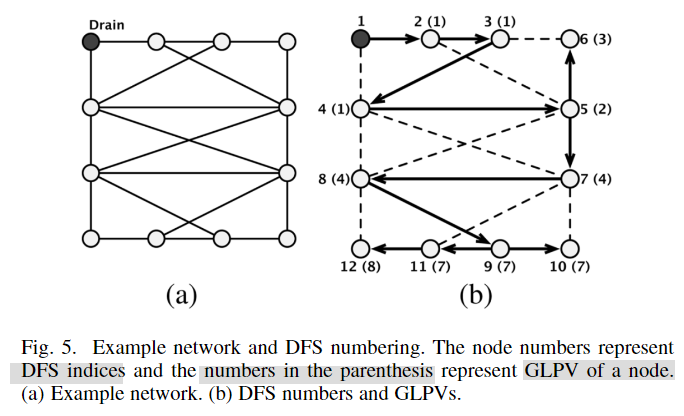 Drain
1 2 (1) 3 (1)
6 (3)
4 (1) 5 (2)
8 (4) 7 (4)
12 (8) 11 (7) 9 (7) 10 (7)
(a) (b)
Fig. 5. Example network and DFS numbering. The node numbers represent
DFS indices and the numbers in the parenthesis represent GLPV of a node.
(a) Example network. (b) DFS numbers and GLPVs.